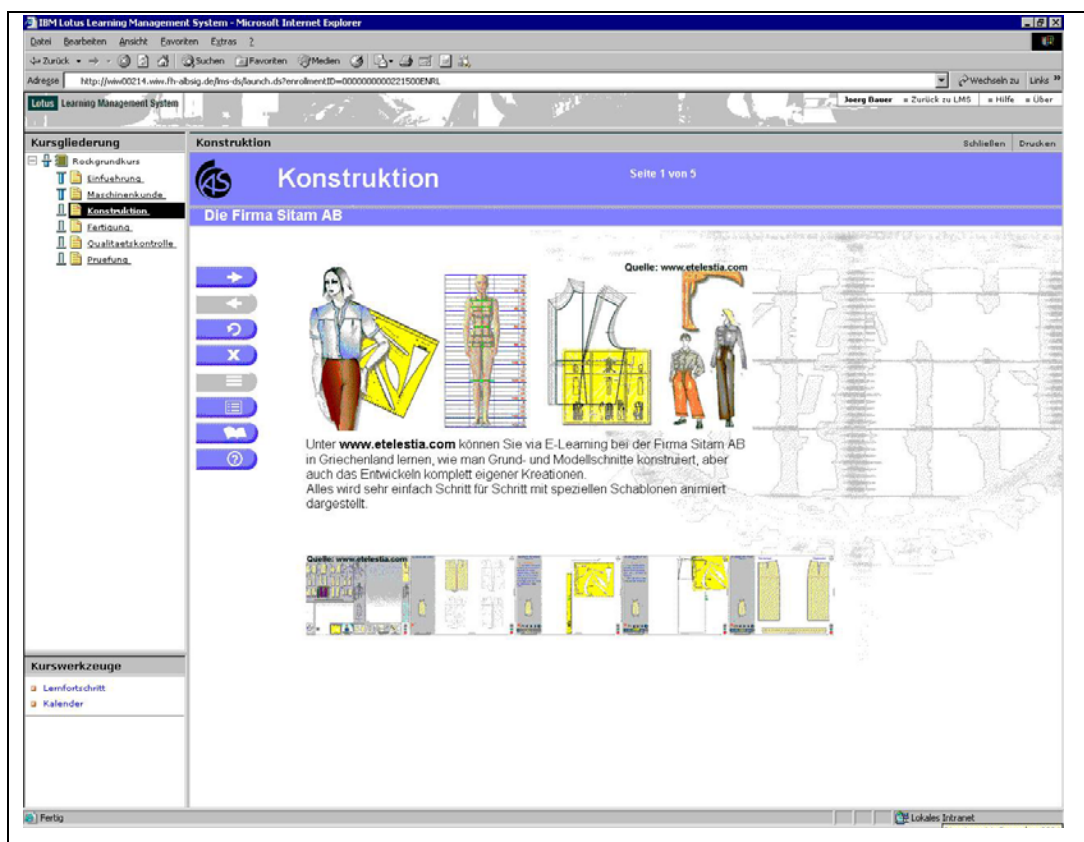 IBM Lotus Learning Management System - Microsoft Internet Explorer
Datei Bearbeiten Ansicht Favoriten Extras ?
Zurück Suchen Favoriten Medien
Adresse http://wiw00214.wiw.fh-albsig.de/lms-ds/launch.ds?enrollmentID=0000000000221500ENRL Wechseln zu Links »
Lotus Learning Management System Joerg Bauer Zurück zu LMS Hilfe Über
Kursgliederung
Rockgrundkurs
Einfuehrung
Maschinenkunde
Konstruktion
Fertigung
Qualitaetskontrolle
Pruefung
Konstruktion Schließen Drucken
AS Konstruktion Seite 1 von 5
Die Firma Sitam AB
Quelle: www.etelestia.com
Unter www.etelestia.com können Sie via E-Learning bei der Firma Sitam AB
in Griechenland lernen, wie man Grund- und Modellschnitte konstruiert, aber
auch das Entwickeln komplett eigener Kreationen.
Alles wird sehr einfach Schritt für Schritt mit speziellen Schablonen animiert
dargestellt.
Quelle: www.etelestia.com
Kurswerkzeuge
Lernfortschritt
Kalender
Fertig Lokales Intranet